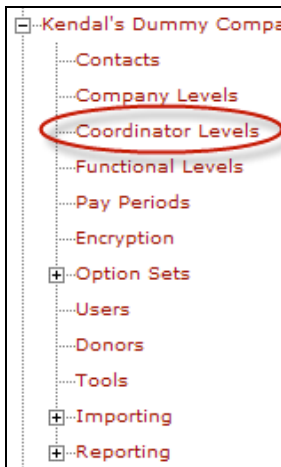 Kendal's Dummy Compa
Contacts
Company Levels
Coordinator Levels
Functional Levels
Pay Periods
Encryption
Option Sets
Users
Donors
Tools
Importing
Reporting